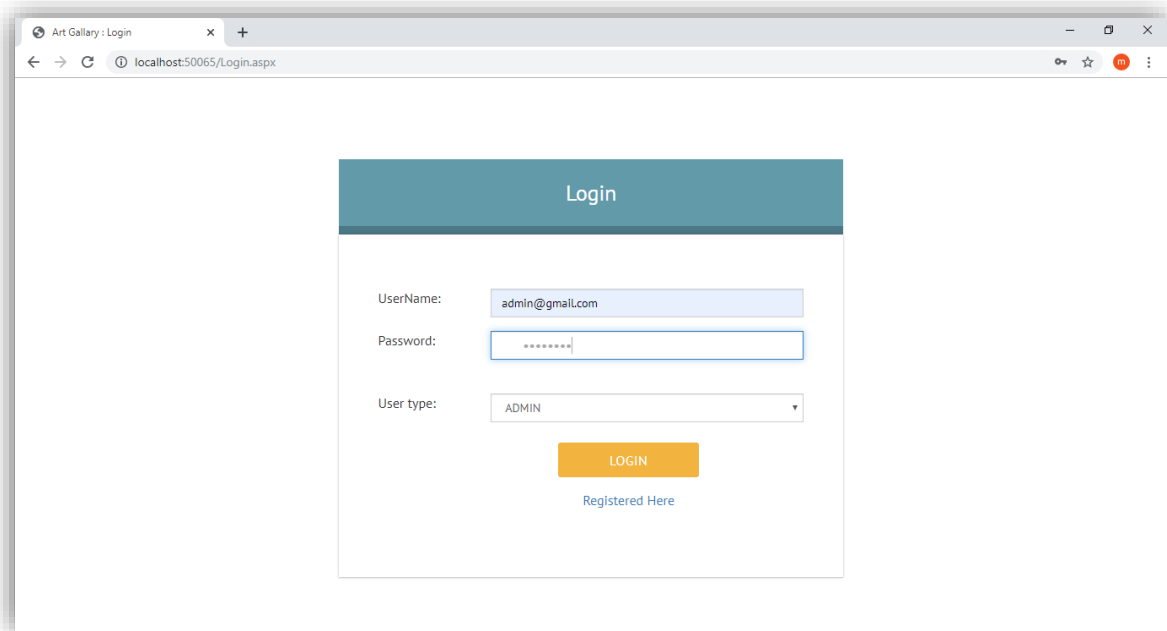 Art Gallary : Login
localhost:50065/Login.aspx
m
Login
UserName:
admin@gmail.com
Password:
••••••••
User type:
ADMIN
LOGIN
Registered Here